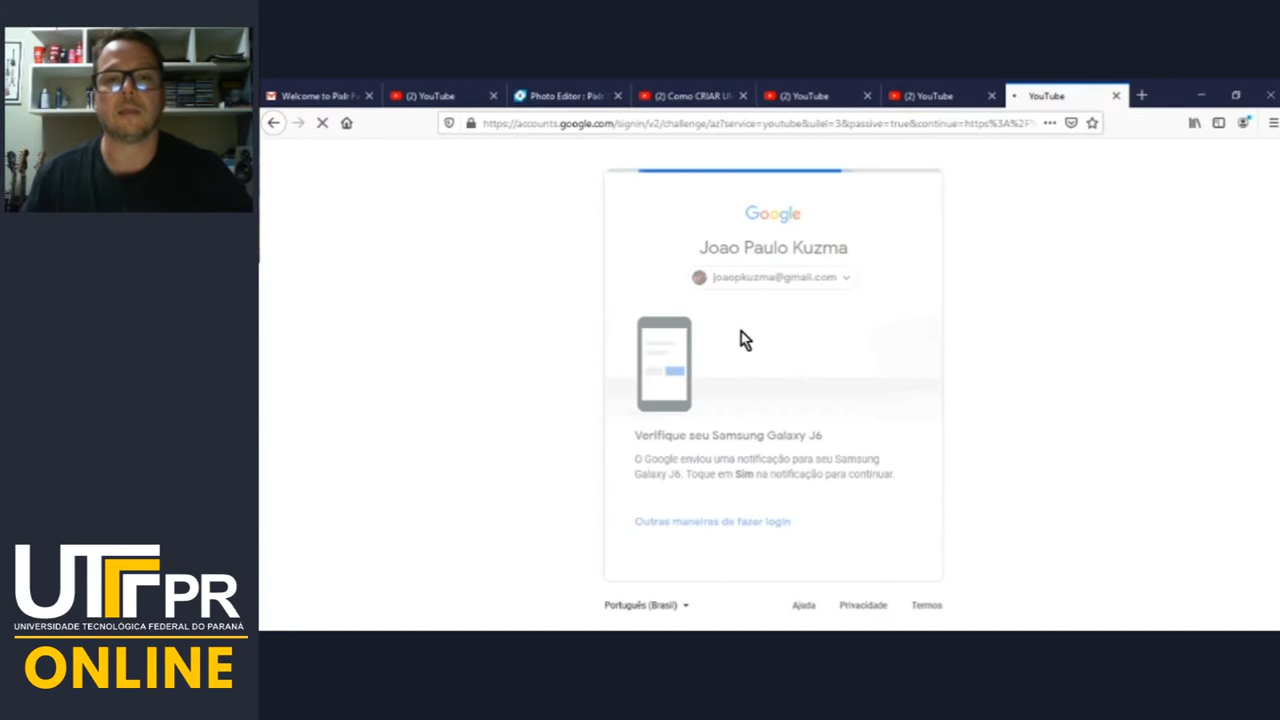 Welcome to Pixlr
(2) YouTube
Photo Editor : Pixlr
(2) Como CRIAR U
(2) YouTube
(2) YouTube
YouTube
https://accounts.google.com/signin/v2/challenge/az?service=youtube&uilel=3&passive=true&continue=https%3A%2F
Google
Joao Paulo Kuzma
joaopkuzma@gmail.com
Verifique seu Samsung Galaxy J6
O Google enviou uma notificação para seu Samsung
Galaxy J6. Toque em Sim na notificação para continuar.
Outras maneiras de fazer login
Português (Brasil)
Ajuda
Privacidade
Termos
UTFPR
UNIVERSIDADE TECNOLÓGICA FEDERAL DO PARANÁ
ONLINE